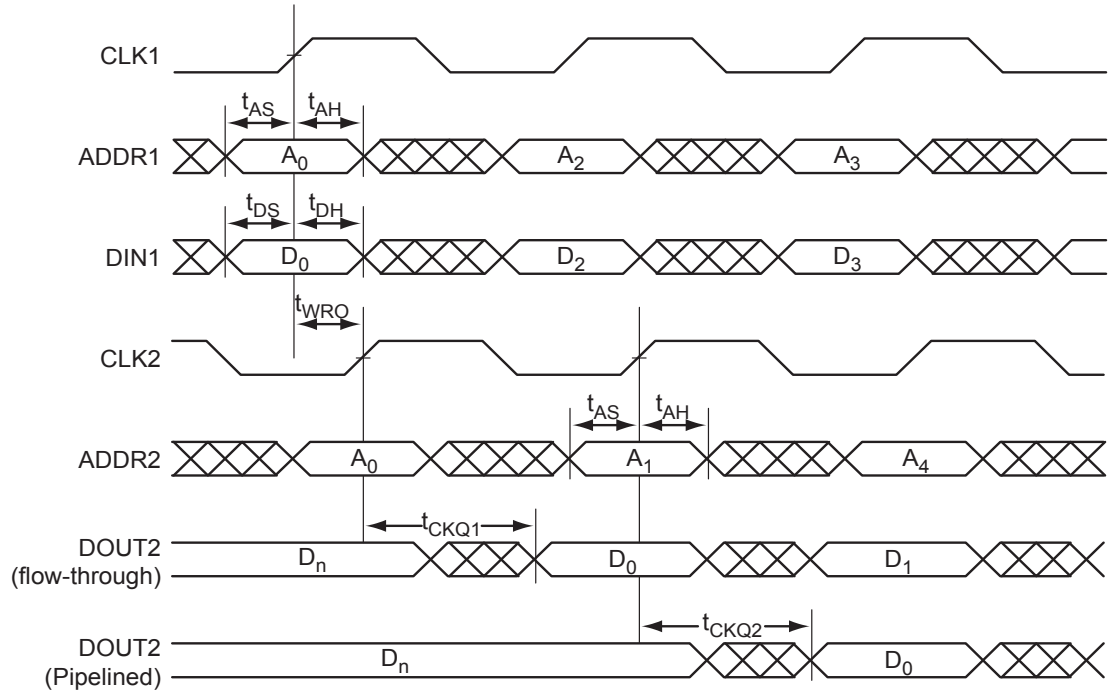 CLK1
tAS tAH
ADDR1 A0 A2 A3
tDS tDH
DIN1 D0 D2 D3
tWRO
CLK2
tAS tAH
ADDR2 A0 A1 A4
tCKQ1
DOUT2
(flow-through)
Dn D0 D1
tCKQ2
DOUT2
(Pipelined)
Dn D0